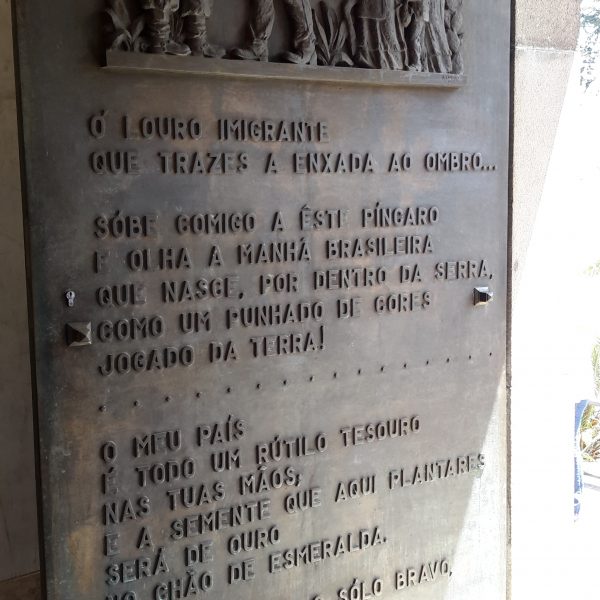 Ó LOURO IMIGRANTE
QUE TRAZES A ENXADA AO OMBRO...
SÓBE COMIGO A ÊSTE PÍNCARO
E OLHA A MANHÃ BRASILEIRA
QUE NASCE, POR DENTRO DA SERRA,
COMO UM PUNHADO DE CORES
JOGADO DA TERRA!
. . . . . . . . . . . . . . . . . . .
O MEU PAÍS
É TODO UM RÚTILO TESOURO
NAS TUAS MÃOS;
E A SEMENTE QUE AQUI PLANTARES
SERÁ DE OURO
NO CHÃO DE ESMERALDA.
SÓLO BRAVO,